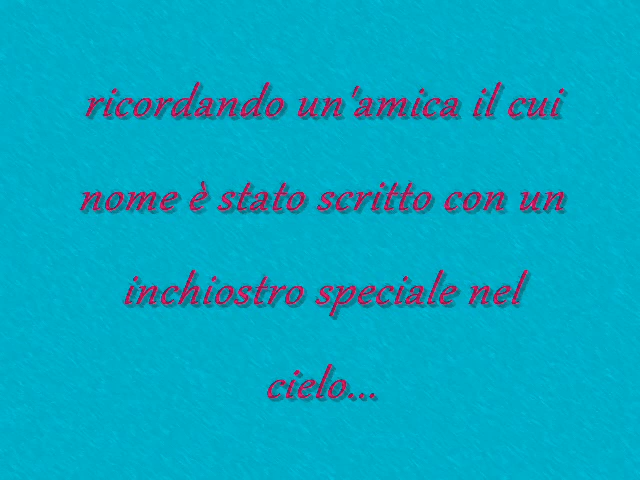 ricordando un'amica il cui
nome è stato scritto con un
inchiostro speciale nel
cielo...